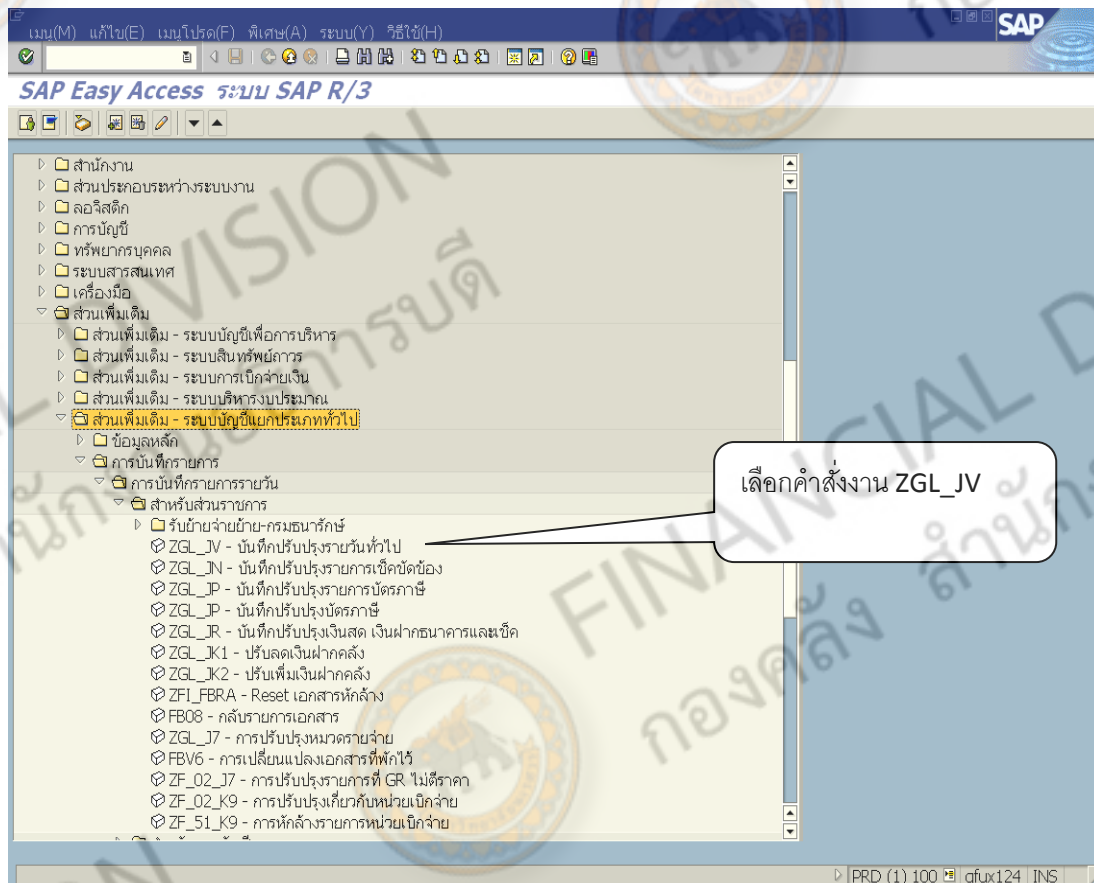 เมนู(M) แก้ไข(E) เมนูโปรด(F) พิเศษ(A) ระบบ(Y) วิธีใช้(H)
SAP
SAP Easy Access ระบบ SAP R/3
สำนักงาน
ส่วนประกอบระหว่างระบบงาน
ลอจิสติก
การบัญชี
ทรัพยากรบุคคล
ระบบสารสนเทศ
เครื่องมือ
ส่วนเพิ่มเติม
ส่วนเพิ่มเติม - ระบบบัญชีเพื่อการบริหาร
ส่วนเพิ่มเติม - ระบบสินทรัพย์ถาวร
ส่วนเพิ่มเติม - ระบบการเบิกจ่ายเงิน
ส่วนเพิ่มเติม - ระบบบริหารงบประมาณ
ส่วนเพิ่มเติม - ระบบบัญชีแยกประเภททั่วไป
ข้อมูลหลัก
การบันทึกรายการ
การบันทึกรายการรายวัน
สำหรับส่วนราชการ
รับย้ายจ่ายย้าย-กรมธนารักษ์
ZGL_JV - บันทึกปรับปรุงรายวันทั่วไป
ZGL_JN - บันทึกปรับปรุงรายการเช็คขัดข้อง
ZGL_JP - บันทึกปรับปรุงรายการบัตรภาษี
ZGL_JP - บันทึกปรับปรุงบัตรภาษี
ZGL_JR - บันทึกปรับปรุงเงินสด เงินฝากธนาคารและเช็ค
ZGL_JK1 - ปรับลดเงินฝากคลัง
ZGL_JK2 - ปรับเพิ่มเงินฝากคลัง
ZFI_FBRA - Reset เอกสารหักล้าง
FB08 - กลับรายการเอกสาร
ZGL_J7 - การปรับปรุงหมวดรายจ่าย
FBV6 - การเปลี่ยนแปลงเอกสารที่พักไว้
ZF_02_J7 - การปรับปรุงรายการที่ GR ไม่ตีราคา
ZF_02_K9 - การปรับปรุงเกี่ยวกับหน่วยเบิกจ่าย
ZF_51_K9 - การหักล้างรายการหน่วยเบิกจ่าย
เลือกคำสั่งงาน ZGL_JV
PRD (1) 100 gfux124 INS
FINANCIAL DIVISION
กองคลัง สำนักงานอธิการบดี